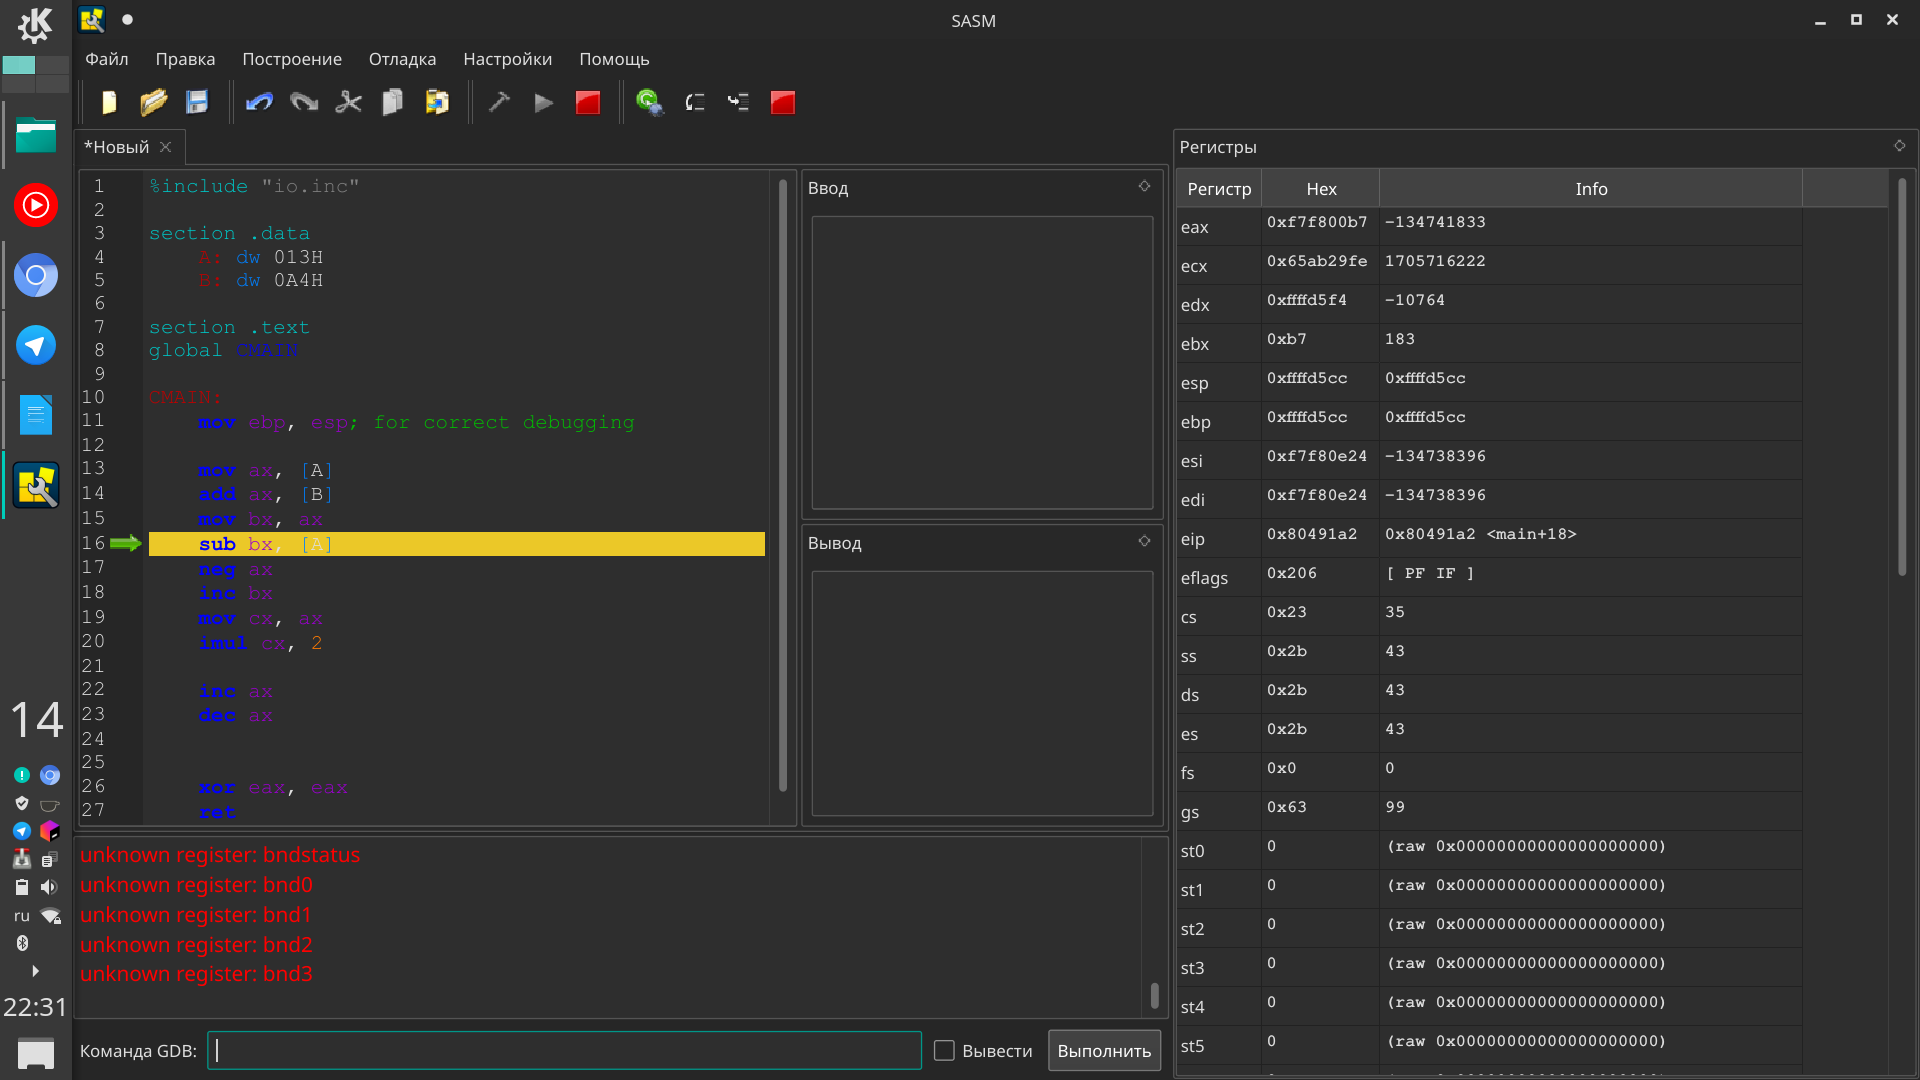 SASM
Файл Правка Построение Отладка Настройки Помощь
*Новый
1 %include "io.inc"
2
3 section .data
4 A: dw 013H
5 B: dw 0A4H
6
7 section .text
8 global CMAIN
9
10 CMAIN:
11 mov ebp, esp; for correct debugging
12
13 mov ax, [A]
14 add ax, [B]
15 mov bx, ax
16 sub bx, [A]
17 neg ax
18 inc bx
19 mov cx, ax
20 imul cx, 2
21
22 inc ax
23 dec ax
24
25
26 xor eax, eax
27 ret
Ввод
Вывод
unknown register: bndstatus
unknown register: bnd0
unknown register: bnd1
unknown register: bnd2
unknown register: bnd3
Команда GDB:
Вывести
Выполнить
Регистры
Регистр Hex Info
eax 0xf7f800b7 -134741833
ecx 0x65ab29fe 1705716222
edx 0xffffd5f4 -10764
ebx 0xb7 183
esp 0xffffd5cc 0xffffd5cc
ebp 0xffffd5cc 0xffffd5cc
esi 0xf7f80e24 -134738396
edi 0xf7f80e24 -134738396
eip 0x80491a2 0x80491a2 <main+18>
eflags 0x206 [ PF IF ]
cs 0x23 35
ss 0x2b 43
ds 0x2b 43
es 0x2b 43
fs 0x0 0
gs 0x63 99
st0 0 (raw 0x00000000000000000000)
st1 0 (raw 0x00000000000000000000)
st2 0 (raw 0x00000000000000000000)
st3 0 (raw 0x00000000000000000000)
st4 0 (raw 0x00000000000000000000)
st5 0 (raw 0x00000000000000000000)
14
ru
22:31